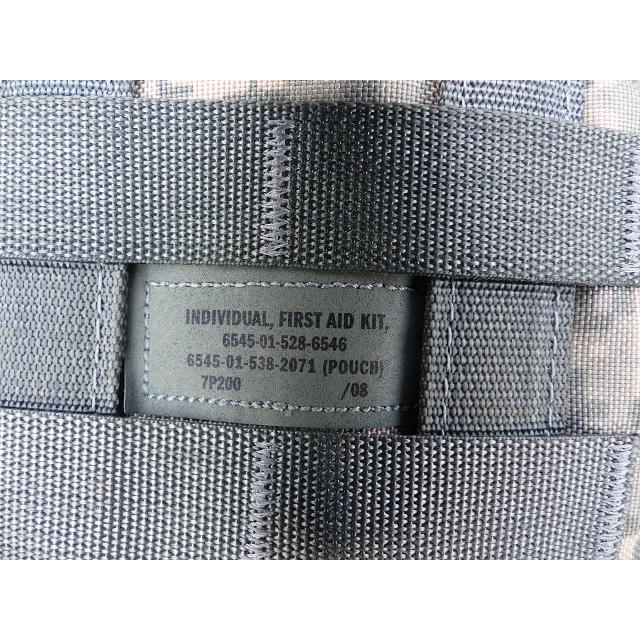 INDIVIDUAL, FIRST AID KIT,
6545-01-528-6546
6545-01-538-2071 (POUCH)
7P200 /08